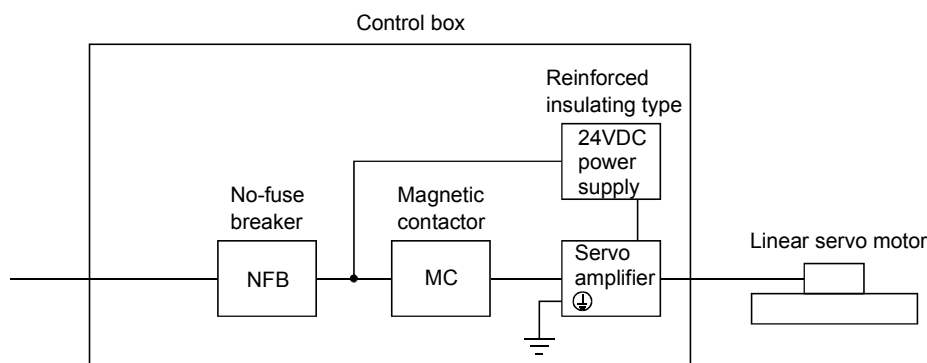 Control box
Reinforced
insulating type
24VDC
power
supply
No-fuse
breaker
Magnetic
contactor
NFB
MC
Servo
amplifier
Linear servo motor